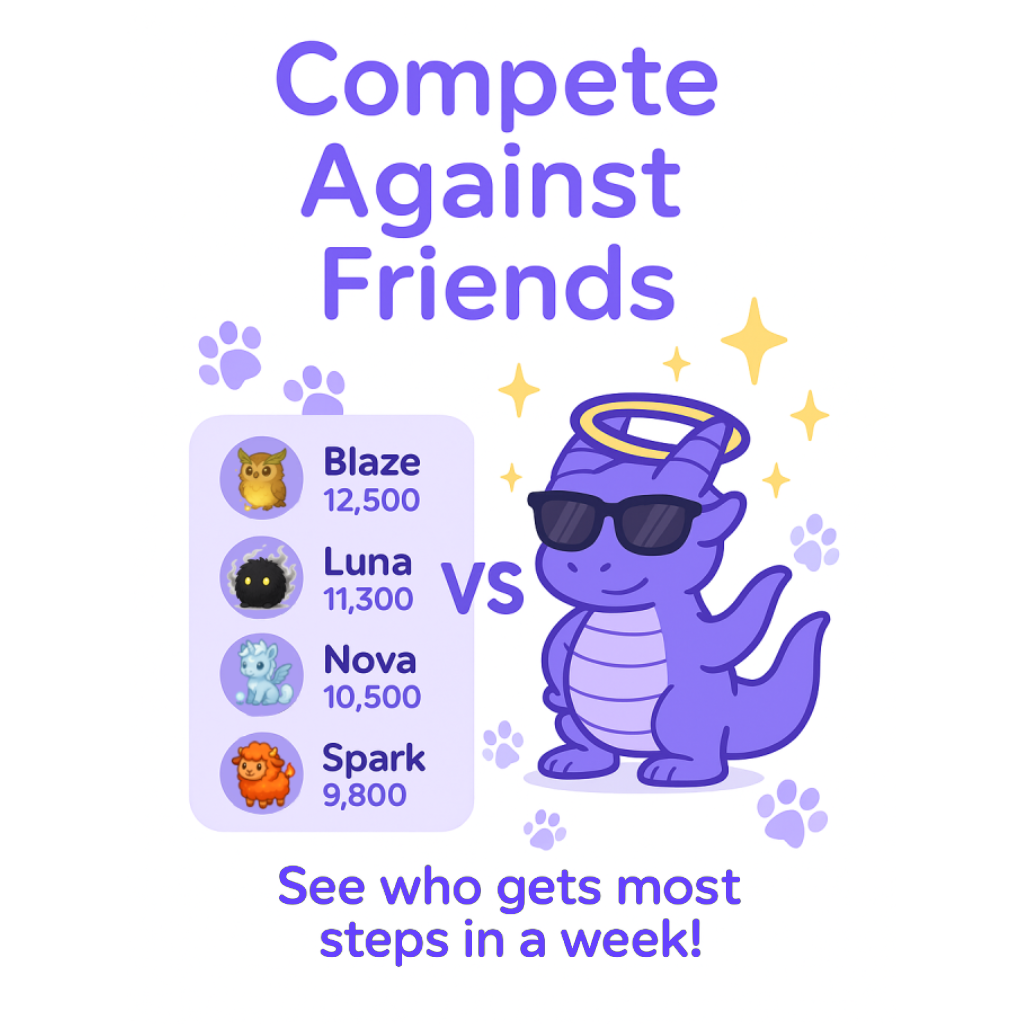 Compete
Against
Friends
Blaze
12,500
Luna
11,300
Nova
10,500
Spark
9,800
VS
See who gets most
steps in a week!